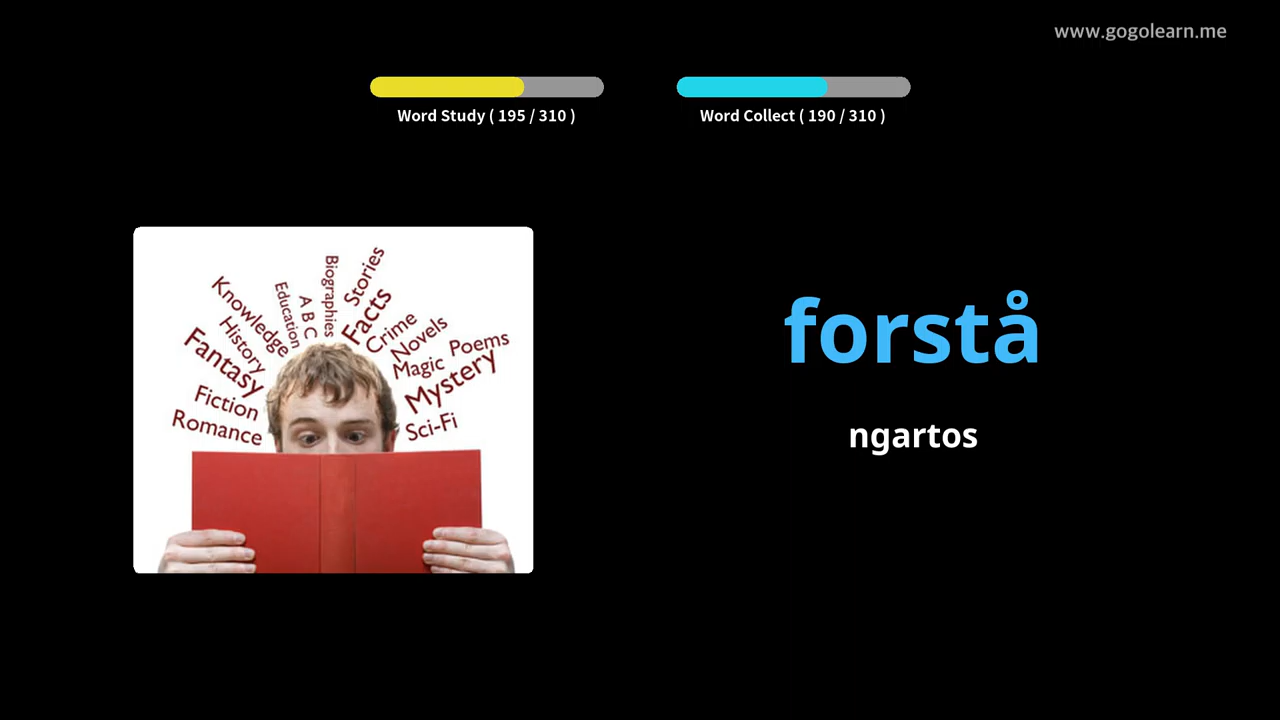 www.gogolearn.me
Word Study ( 195 / 310 )
Word Collect ( 190 / 310 )
Knowledge
History
Fantasy
Fiction
Romance
Education
A B C
Biographies
Stories
Facts
Crime
Novels
Magic
Poems
Mystery
Sci-Fi
forstå
ngartos